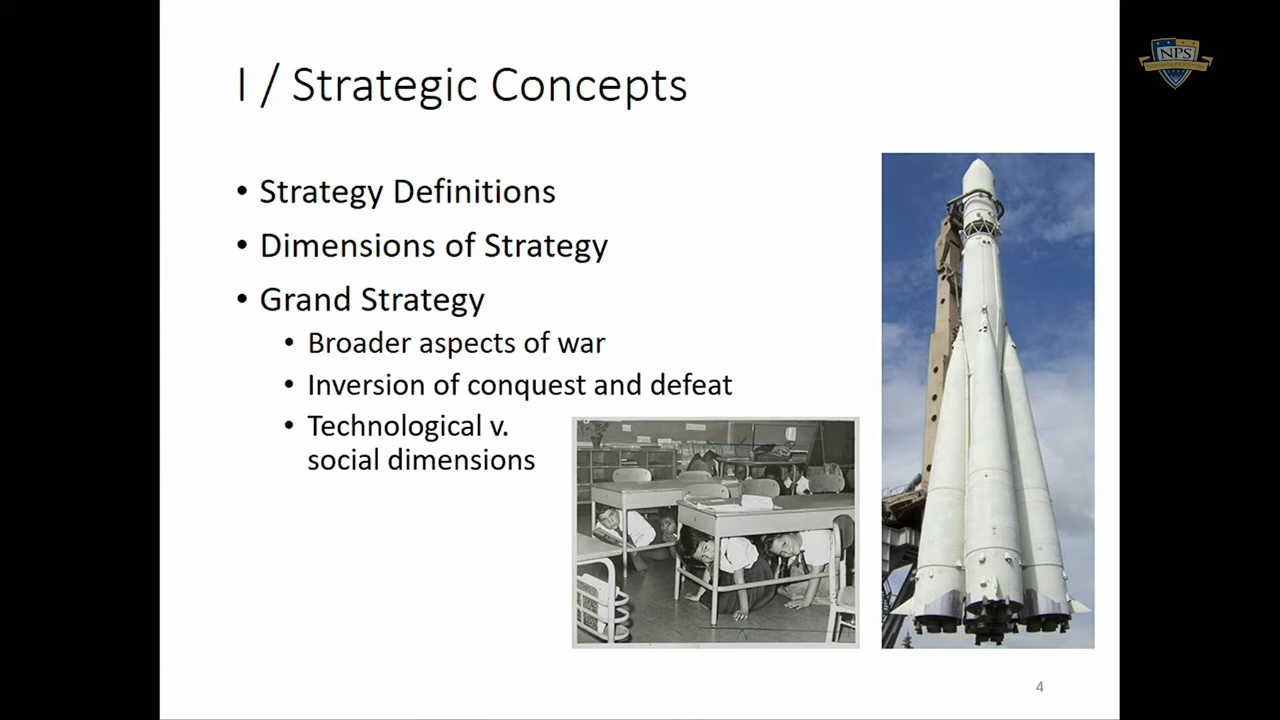 I / Strategic Concepts
• Strategy Definitions
• Dimensions of Strategy
• Grand Strategy
• Broader aspects of war
• Inversion of conquest and defeat
• Technological v.
social dimensions
NPS
4